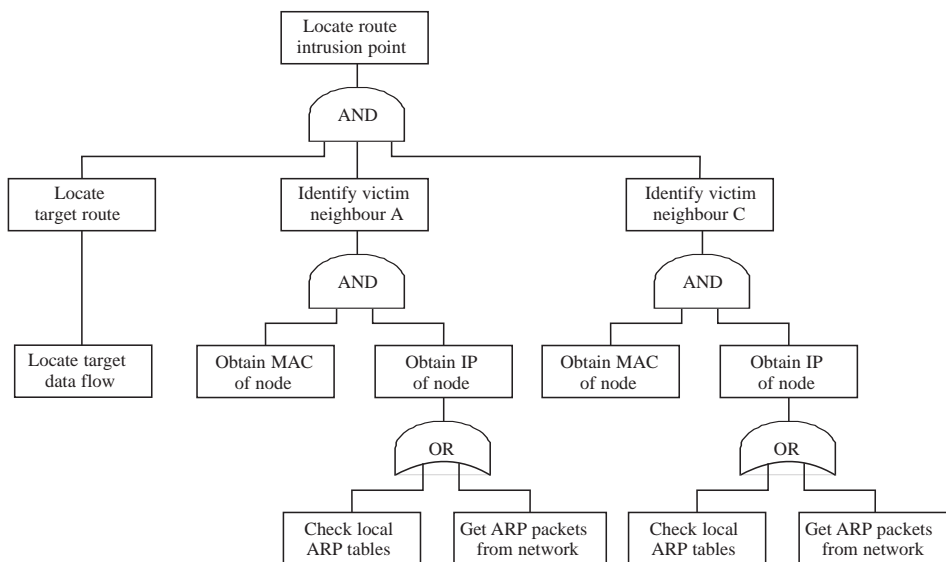 Locate route
intrusion point
AND
Locate
target route
Identify victim
neighbour A
Identify victim
neighbour C
AND
AND
Locate target
data flow
Obtain MAC
of node
Obtain IP
of node
Obtain MAC
of node
Obtain IP
of node
OR
OR
Check local
ARP tables
Get ARP packets
from network
Check local
ARP tables
Get ARP packets
from network